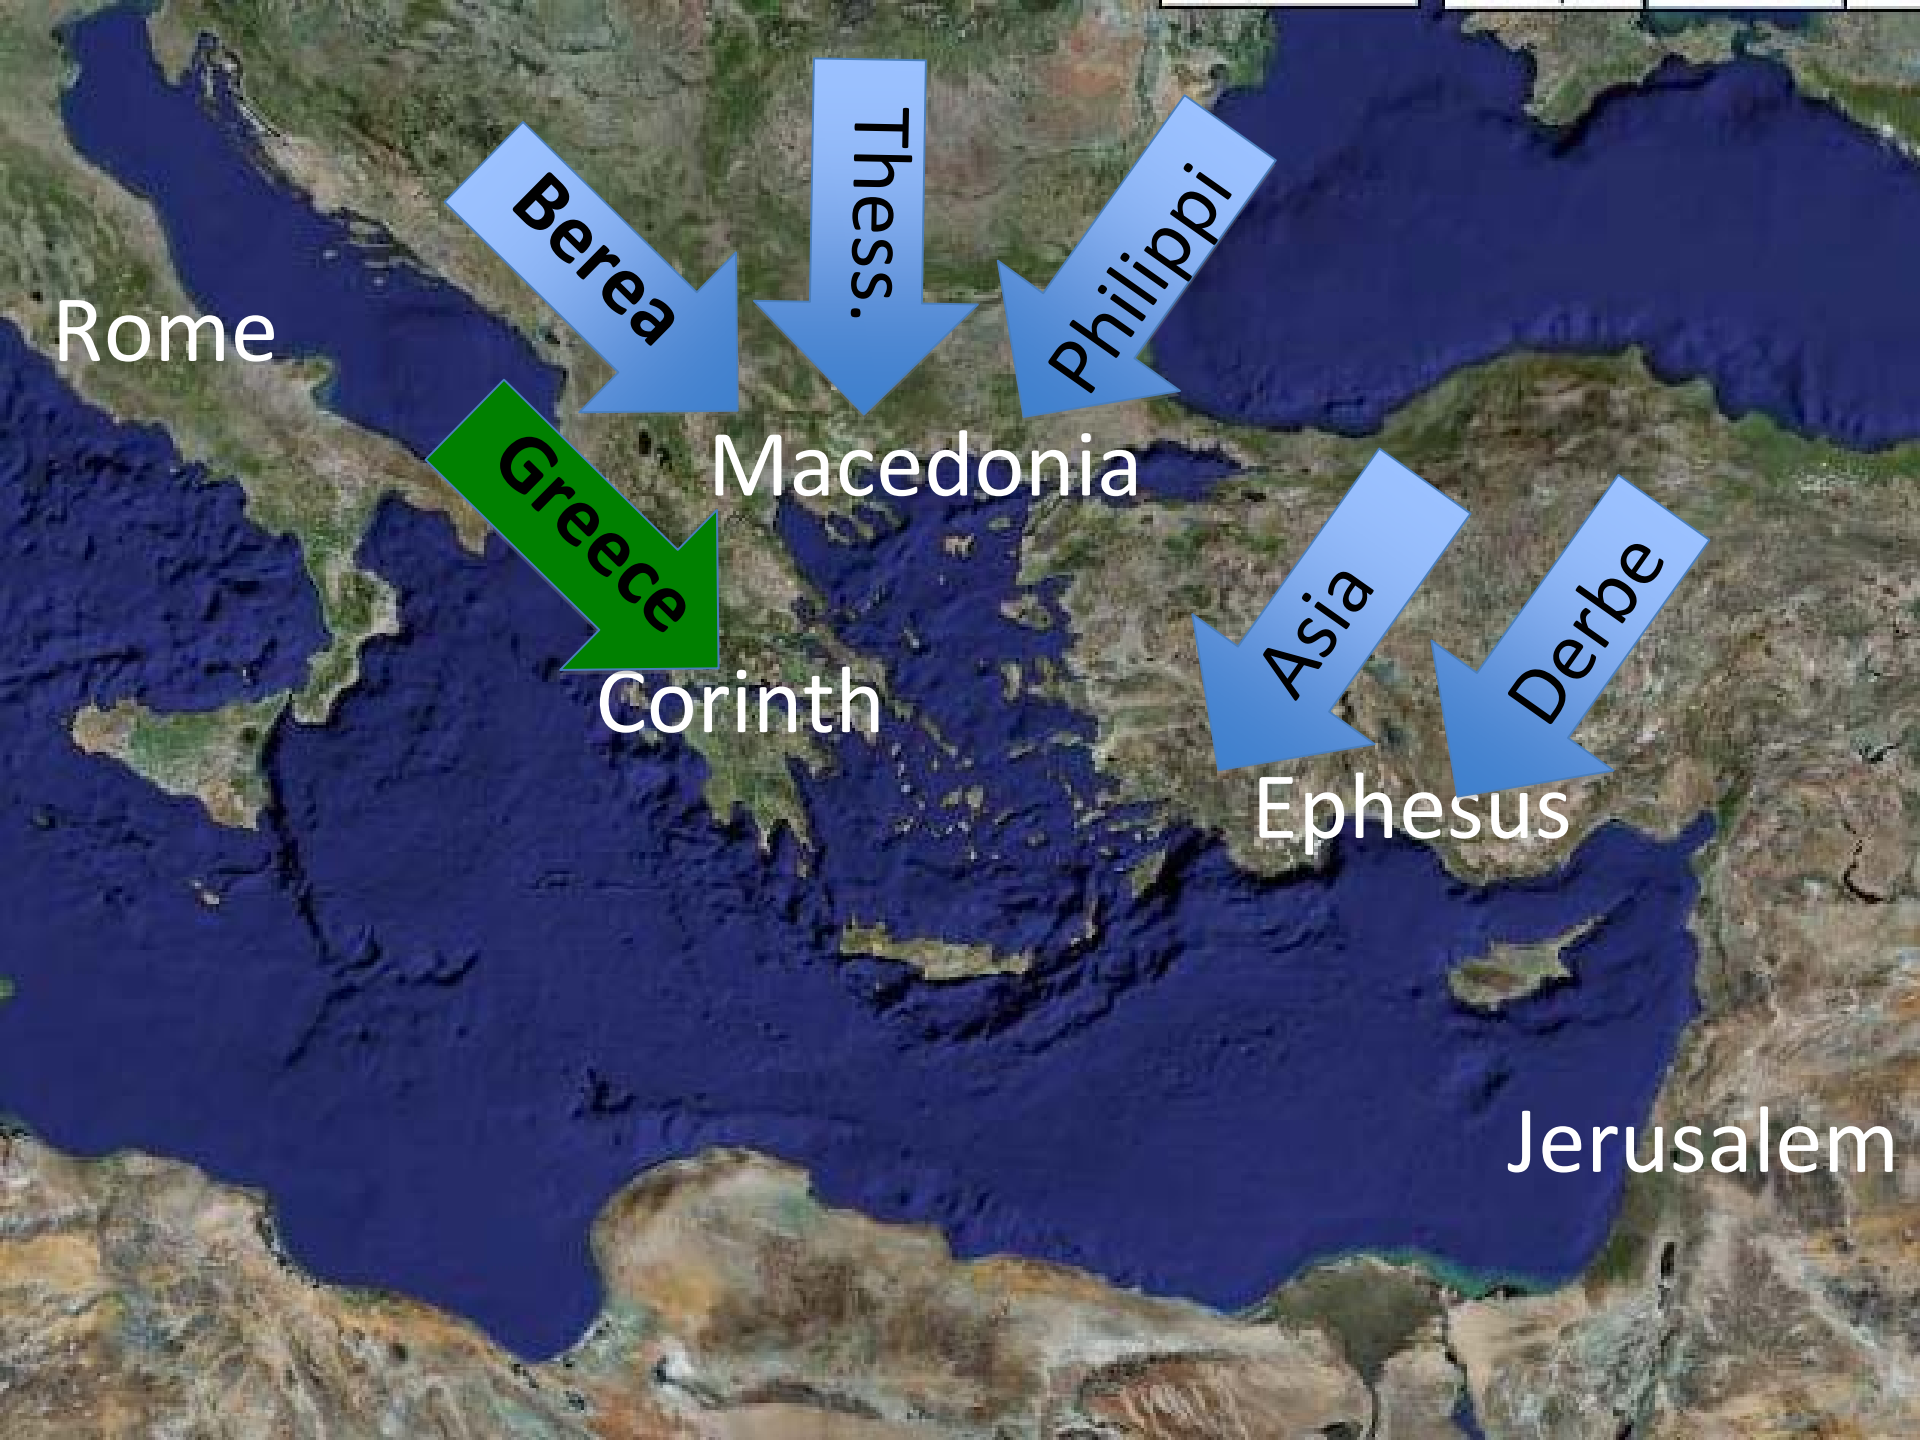 Thess.
Philippi
Berea
Rome
Macedonia
Greece
Asia
Derbe
Corinth
Ephesus
Jerusalem